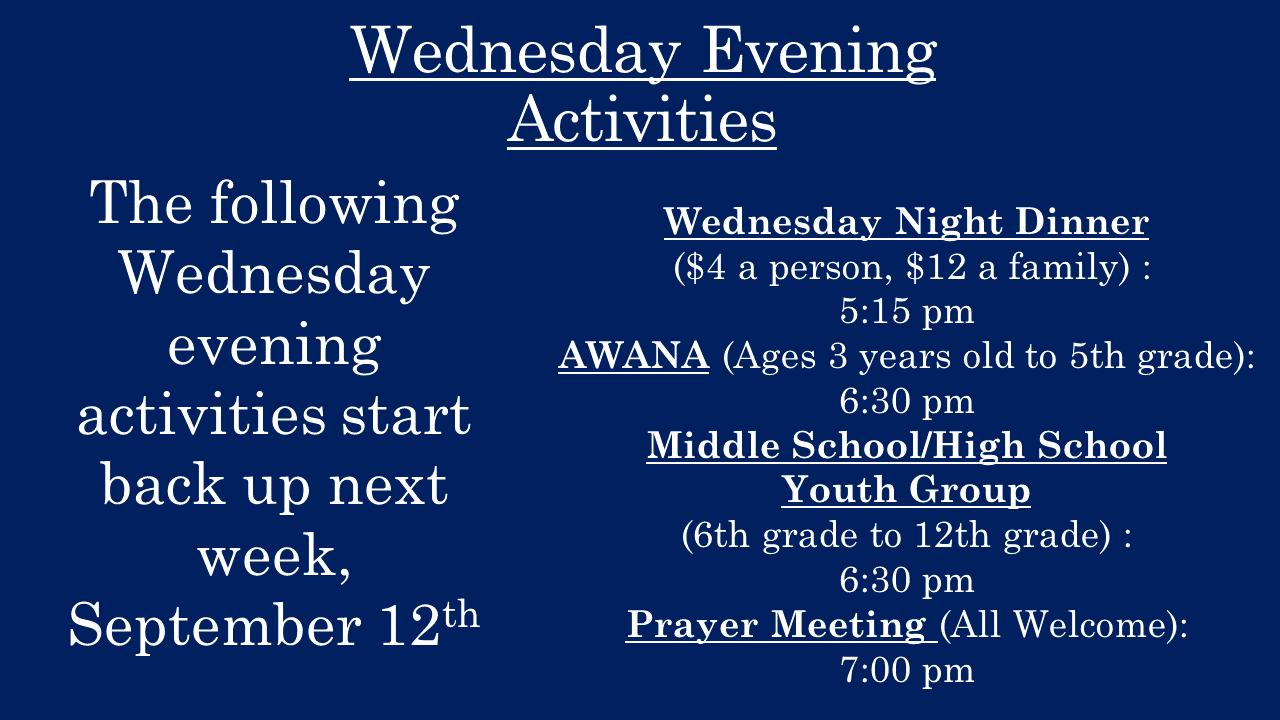 Wednesday Evening
Activities
The following
Wednesday
evening
activities start
back up next
week,
September 12th
Wednesday Night Dinner
($4 a person, $12 a family) :
5:15 pm
AWANA (Ages 3 years old to 5th grade):
6:30 pm
Middle School/High School
Youth Group
(6th grade to 12th grade) :
6:30 pm
Prayer Meeting (All Welcome):
7:00 pm